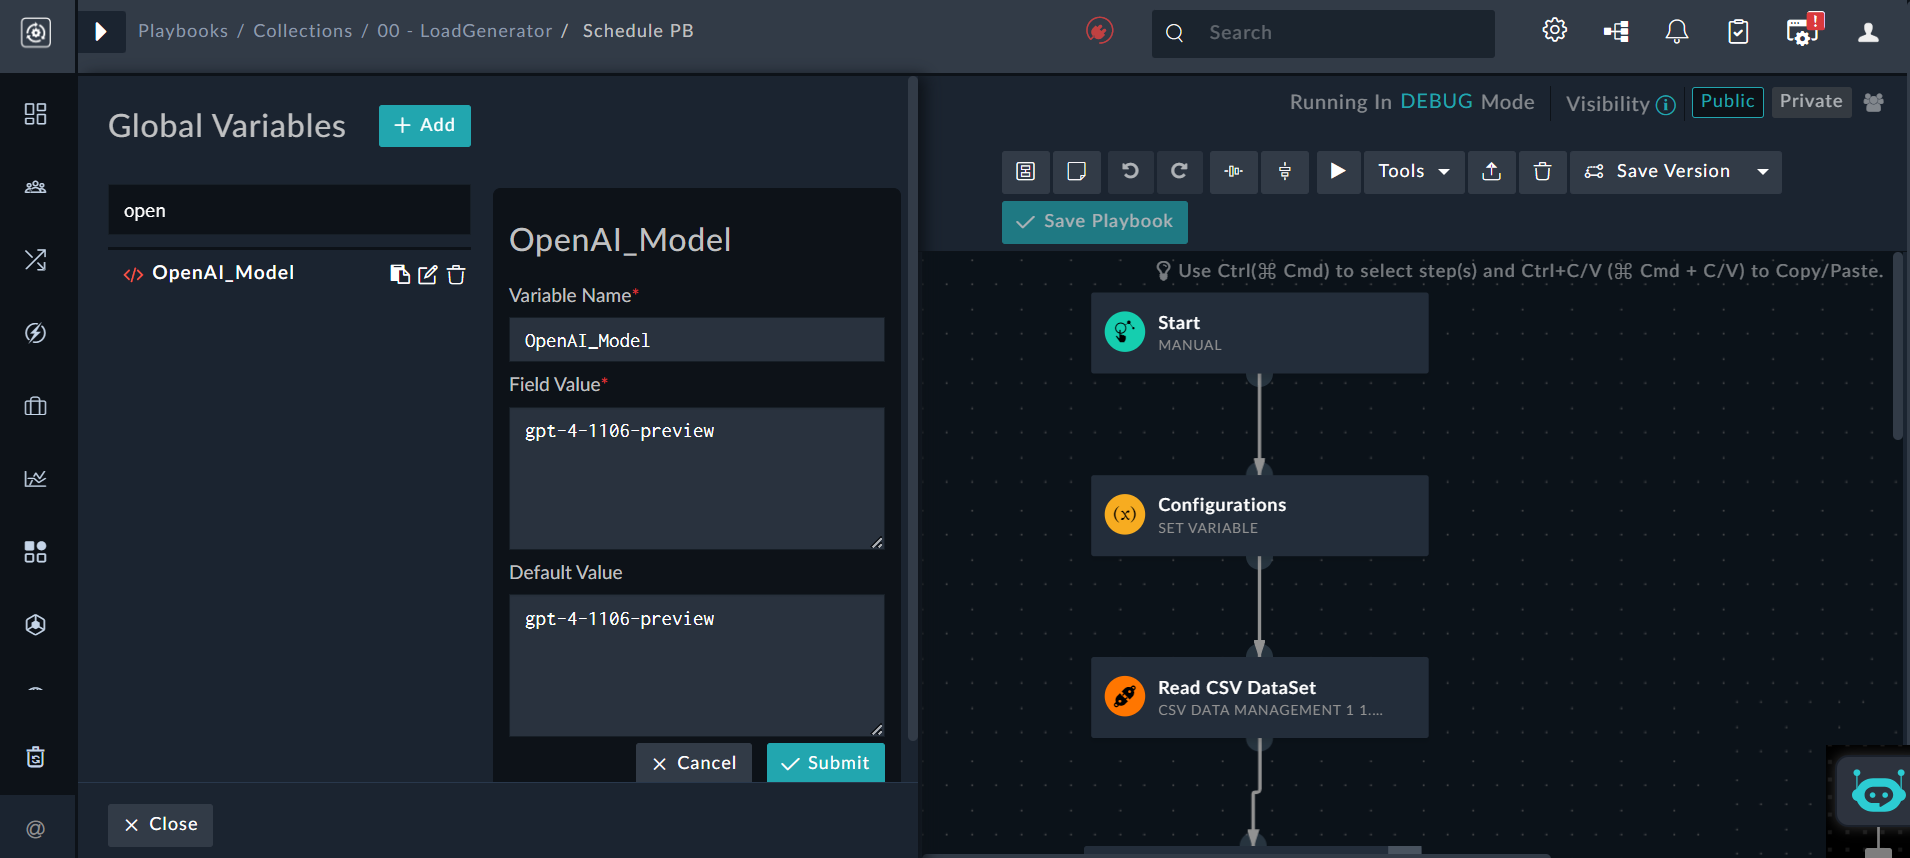 Playbooks / Collections / 00 - LoadGenerator / Schedule PB
Search
!
Global Variables
+ Add
open
</> OpenAI_Model
OpenAI_Model
Variable Name*
OpenAI_Model
Field Value*
gpt-4-1106-preview
Default Value
gpt-4-1106-preview
× Cancel
Submit
× Close
@
Running In DEBUG Mode
Visibility
Public
Private
Tools
Save Version
Save Playbook
Use Ctrl(⌘ Cmd) to select step(s) and Ctrl+C/V (⌘ Cmd + C/V) to Copy/Paste.
Start
MANUAL
(x)
Configurations
SET VARIABLE
Read CSV DataSet
CSV DATA MANAGEMENT 1 1....